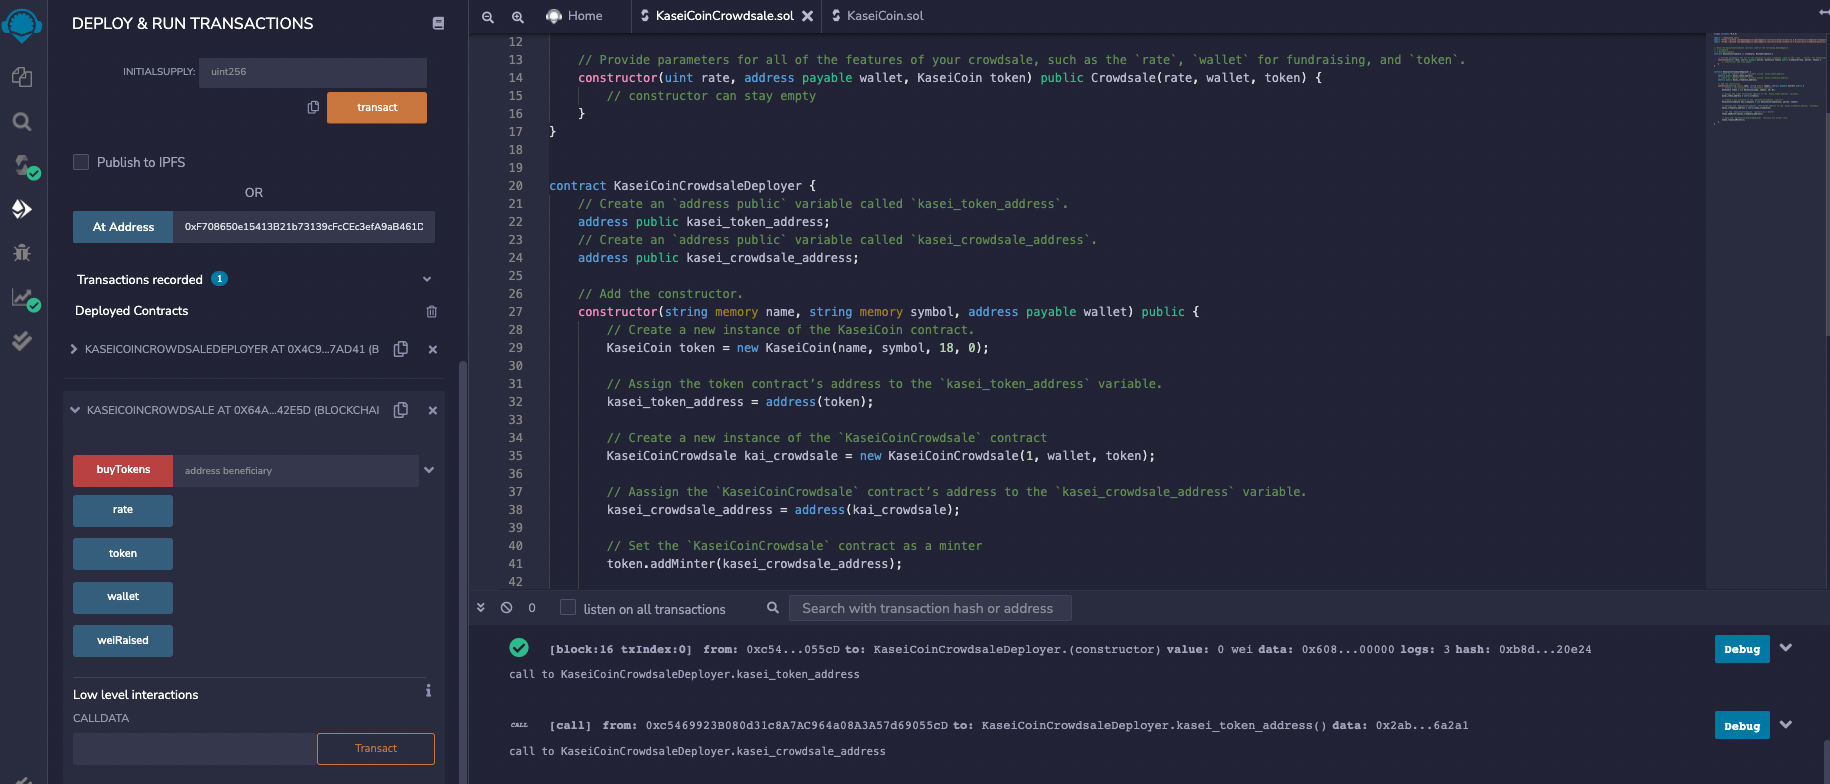 DEPLOY & RUN TRANSACTIONS
INITIALSUPPLY: uint256
transact
Publish to IPFS
OR
At Address 0xF708650e15413B21b73139cFcCEc3efA9aB461D
Transactions recorded 1
Deployed Contracts
KASEICOINCROWDSALEDEPLOYER AT 0X4C9...7AD41 (B
KASEICOINCROWDSALE AT 0X64A...42E5D (BLOCKCHAI
buyTokens address beneficiary
rate
token
wallet
weiRaised
Low level interactions
CALLDATA
Transact
Home KaseiCoinCrowdsale.sol KaseiCoin.sol
12
13 // Provide parameters for all of the features of your crowdsale, such as the `rate`, `wallet` for fundraising, and `token`.
14 constructor(uint rate, address payable wallet, KaseiCoin token) public Crowdsale(rate, wallet, token) {
15 // constructor can stay empty
16 }
17 }
18
19
20 contract KaseiCoinCrowdsaleDeployer {
21 // Create an `address public` variable called `kasei_token_address`.
22 address public kasei_token_address;
23 // Create an `address public` variable called `kasei_crowdsale_address`.
24 address public kasei_crowdsale_address;
25
26 // Add the constructor.
27 constructor(string memory name, string memory symbol, address payable wallet) public {
28 // Create a new instance of the KaseiCoin contract.
29 KaseiCoin token = new KaseiCoin(name, symbol, 18, 0);
30
31 // Assign the token contract’s address to the `kasei_token_address` variable.
32 kasei_token_address = address(token);
33
34 // Create a new instance of the `KaseiCoinCrowdsale` contract
35 KaseiCoinCrowdsale kai_crowdsale = new KaseiCoinCrowdsale(1, wallet, token);
36
37 // Aassign the `KaseiCoinCrowdsale` contract’s address to the `kasei_crowdsale_address` variable.
38 kasei_crowdsale_address = address(kai_crowdsale);
39
40 // Set the `KaseiCoinCrowdsale` contract as a minter
41 token.addMinter(kasei_crowdsale_address);
42
0 listen on all transactions Search with transaction hash or address
[block:16 txIndex:0] from: 0xc54...055cD to: KaseiCoinCrowdsaleDeployer.(constructor) value: 0 wei data: 0x608...00000 logs: 3 hash: 0xb8d...20e24 Debug
call to KaseiCoinCrowdsaleDeployer.kasei_token_address
CALL [call] from: 0xc5469923B080d31c8A7AC964a08A3A57d69055cD to: KaseiCoinCrowdsaleDeployer.kasei_token_address() data: 0x2ab...6a2a1 Debug
call to KaseiCoinCrowdsaleDeployer.kasei_crowdsale_address